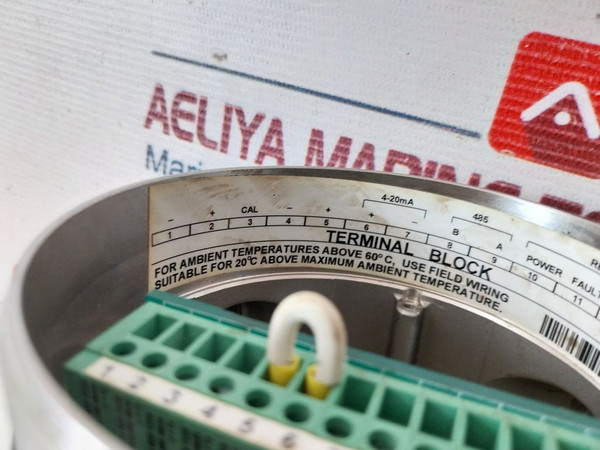 AELIYA MARINE
4-20mA
485
− + CAL − + + − B A
1 2 3 4 5 6 7 8 9 10 11
POWER FAULT
TERMINAL BLOCK
FOR AMBIENT TEMPERATURES ABOVE 60°C, USE FIELD WIRING
SUITABLE FOR 20°C ABOVE MAXIMUM AMBIENT TEMPERATURE.
1 2 3 4 5 6